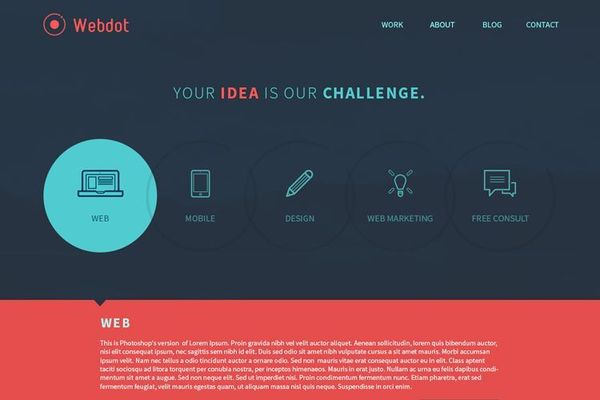 Webdot
WORK ABOUT BLOG CONTACT
YOUR IDEA IS OUR CHALLENGE.
WEB MOBILE DESIGN WEB MARKETING FREE CONSULT
WEB
This is Photoshop's version of Lorem Ipsum. Proin gravida nibh vel velit auctor aliquet. Aenean sollicitudin, lorem quis bibendum auctor,
nisi elit consequat ipsum, nec sagittis sem nibh id elit. Duis sed odio sit amet nibh vulputate cursus a sit amet mauris. Morbi accumsan
ipsum velit. Nam nec tellus a odio tincidunt auctor a ornare odio. Sed non mauris vitae erat consequat auctor eu in elit. Class aptent
taciti sociosqu ad litora torquent per conubia nostra, per inceptos himenaeos. Mauris in erat justo. Nullam ac urna eu felis dapibus condi-
mentum sit amet a augue. Sed non neque elit. Sed ut imperdiet nisi. Proin condimentum fermentum nunc. Etiam pharetra, erat sed
fermentum feugiat, velit mauris egestas quam, ut aliquam massa nisl quis neque. Suspendisse in orci enim.